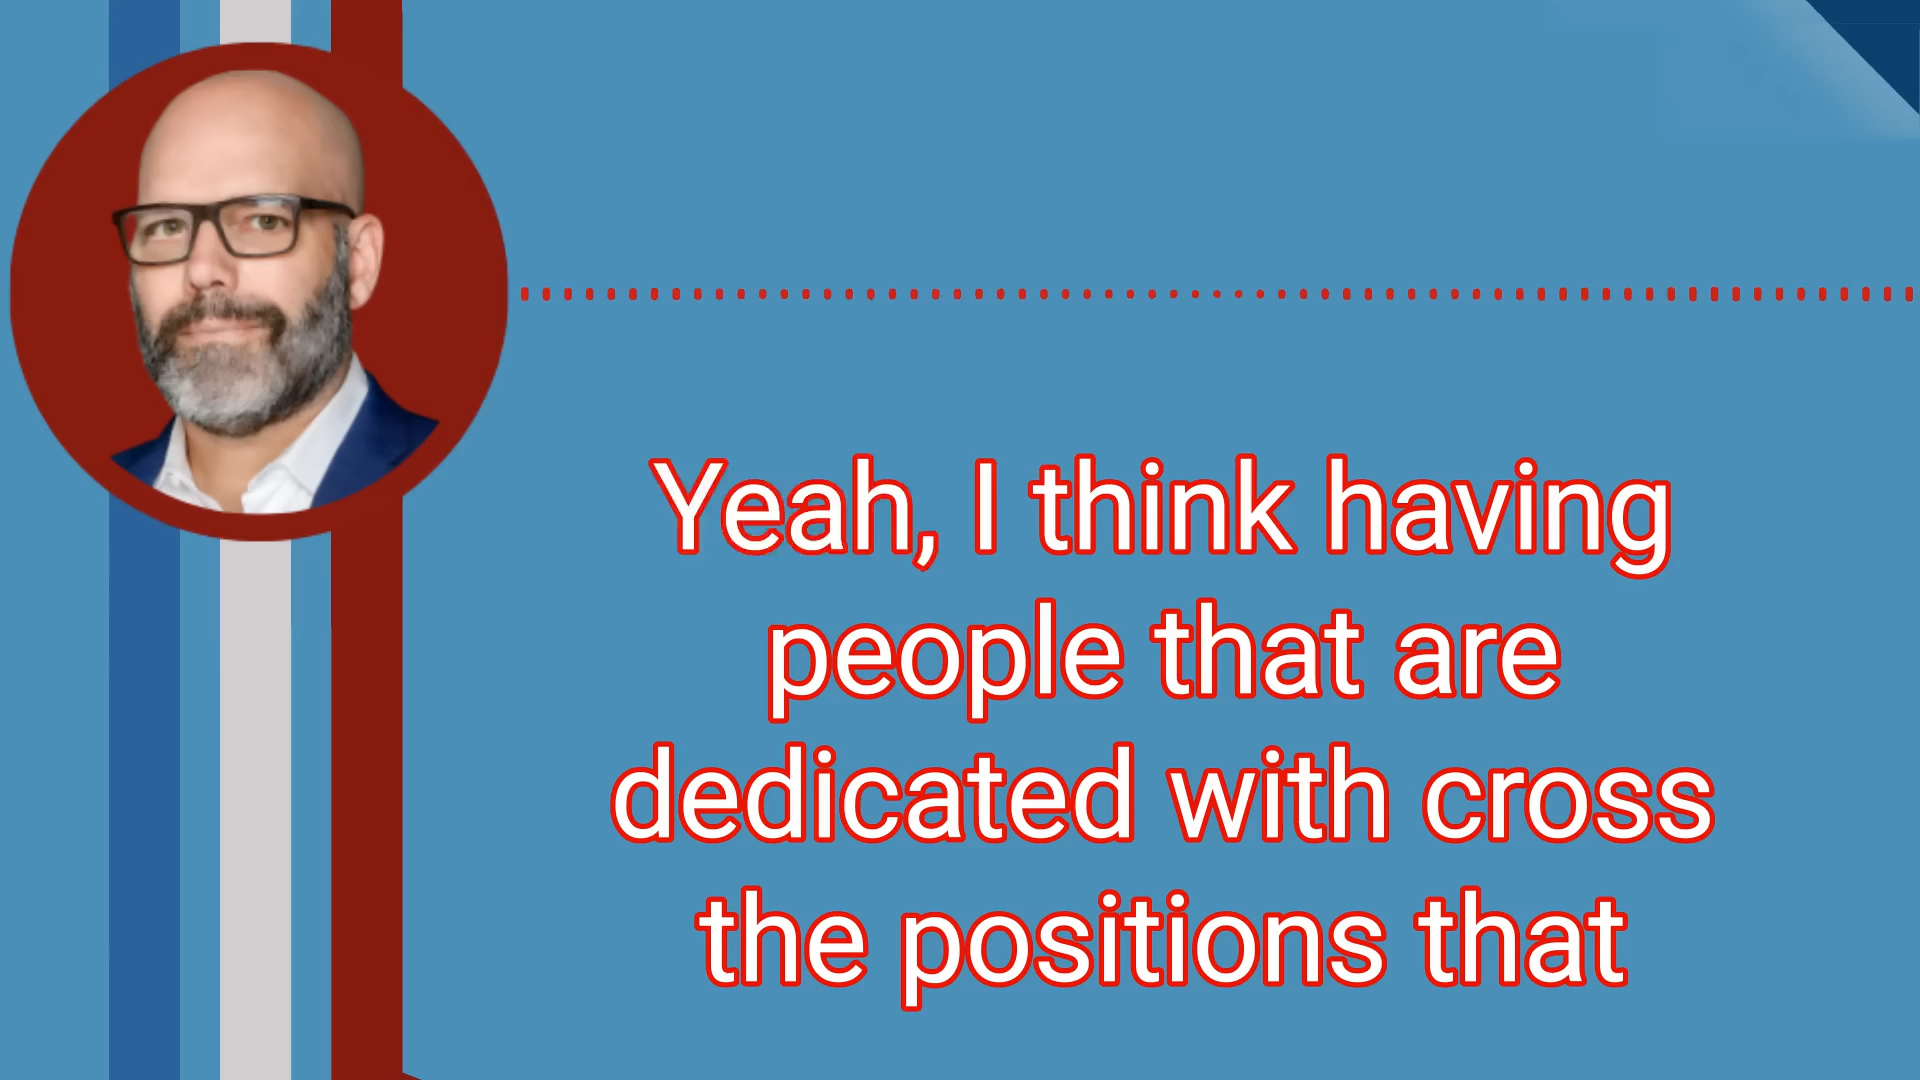 Yeah, I think having
people that are
dedicated with cross
the positions that